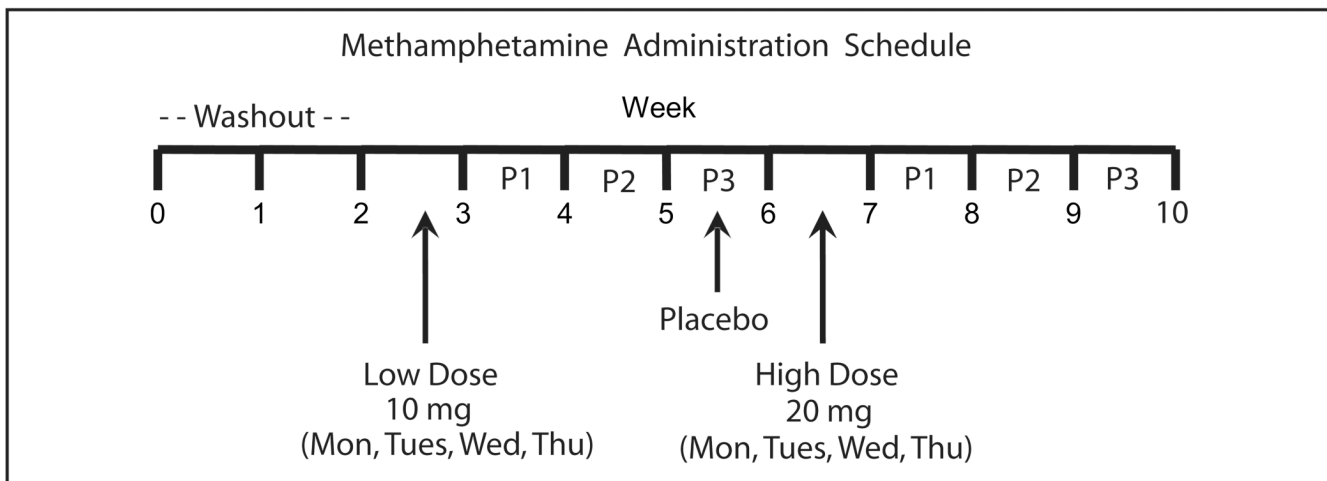 Methamphetamine Administration Schedule
Week
- - Washout - -
P1 P2 P3 P1 P2 P3
0 1 2 3 4 5 6 7 8 9 10
Placebo
Low Dose
10 mg
(Mon, Tues, Wed, Thu)
High Dose
20 mg
(Mon, Tues, Wed, Thu)